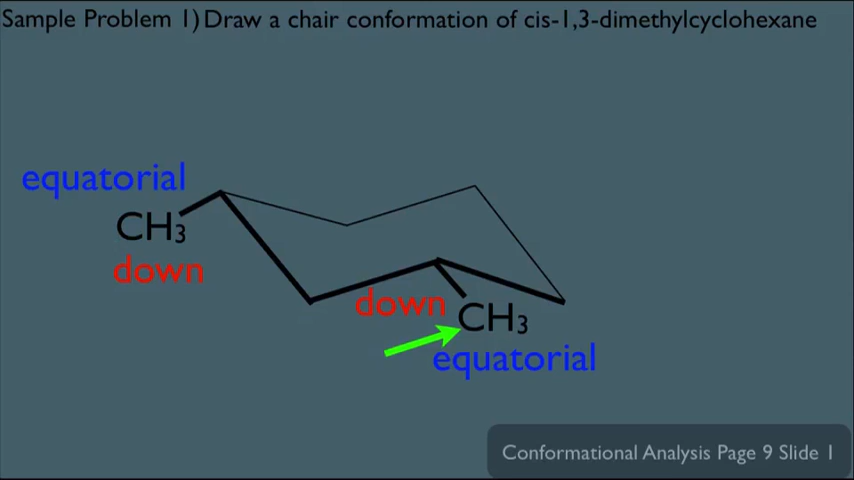 Sample Problem 1) Draw a chair conformation of cis-1,3-dimethylcyclohexane
equatorial
CH₃
down
down
CH₃
equatorial
Conformational Analysis Page 9 Slide 1